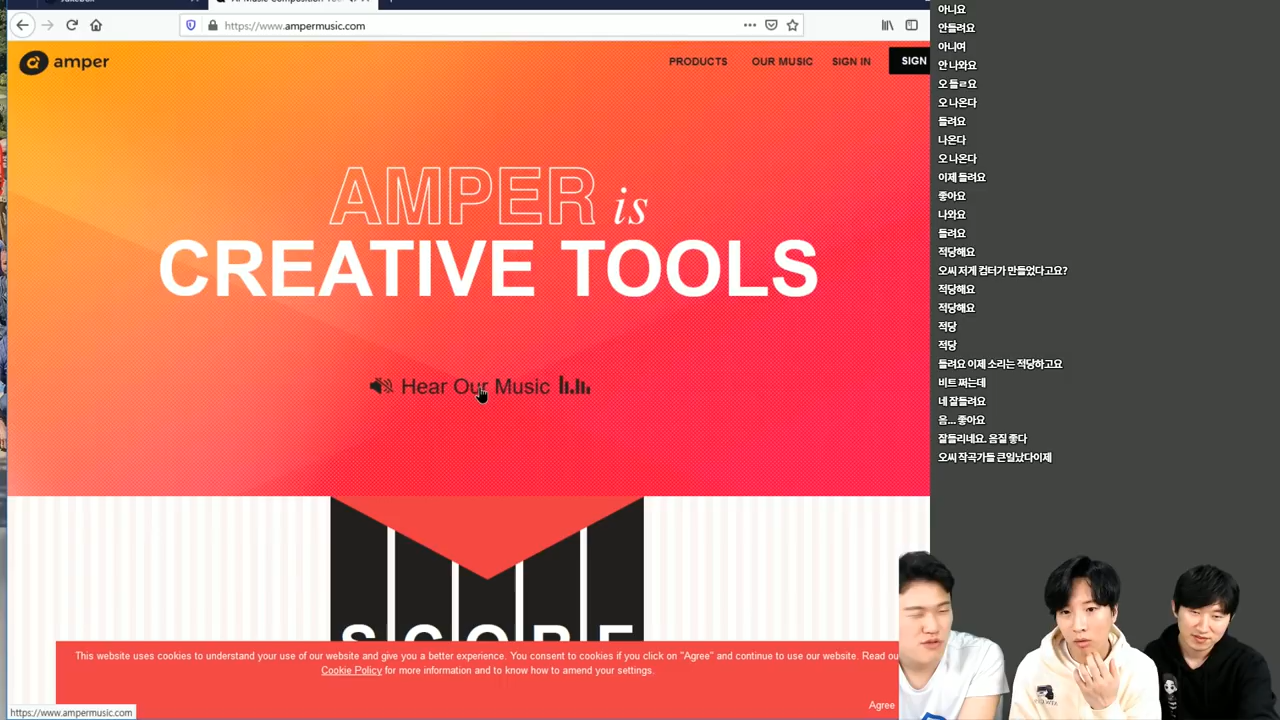 https://www.ampermusic.com
amper
PRODUCTS
OUR MUSIC
SIGN IN
SIGN
AMPER is
CREATIVE TOOLS
Hear Our Music
SCORE
This website uses cookies to understand your use of our website and give you a better experience. You consent to cookies if you click on "Agree" and continue to use our website. Read ou
Cookie Policy for more information and to know how to amend your settings.
Agree
https://www.ampermusic.com
아니요
안들려요
아니여
안 나와요
오 들ㄹ요
오 나온다
들려요
나온다
오 나온다
이제 들려요
좋아요
나와요
들려요
적당해요
오씨 저게 컴터가 만들었다고요?
적당해요
적당해요
적당
적당
들려요 이제 소리는 적당하고요
비트 찌는데
네 잘들려요
음... 좋아요
잘들리네요. 음질 좋다
오씨 작곡가들 큰일났다이제